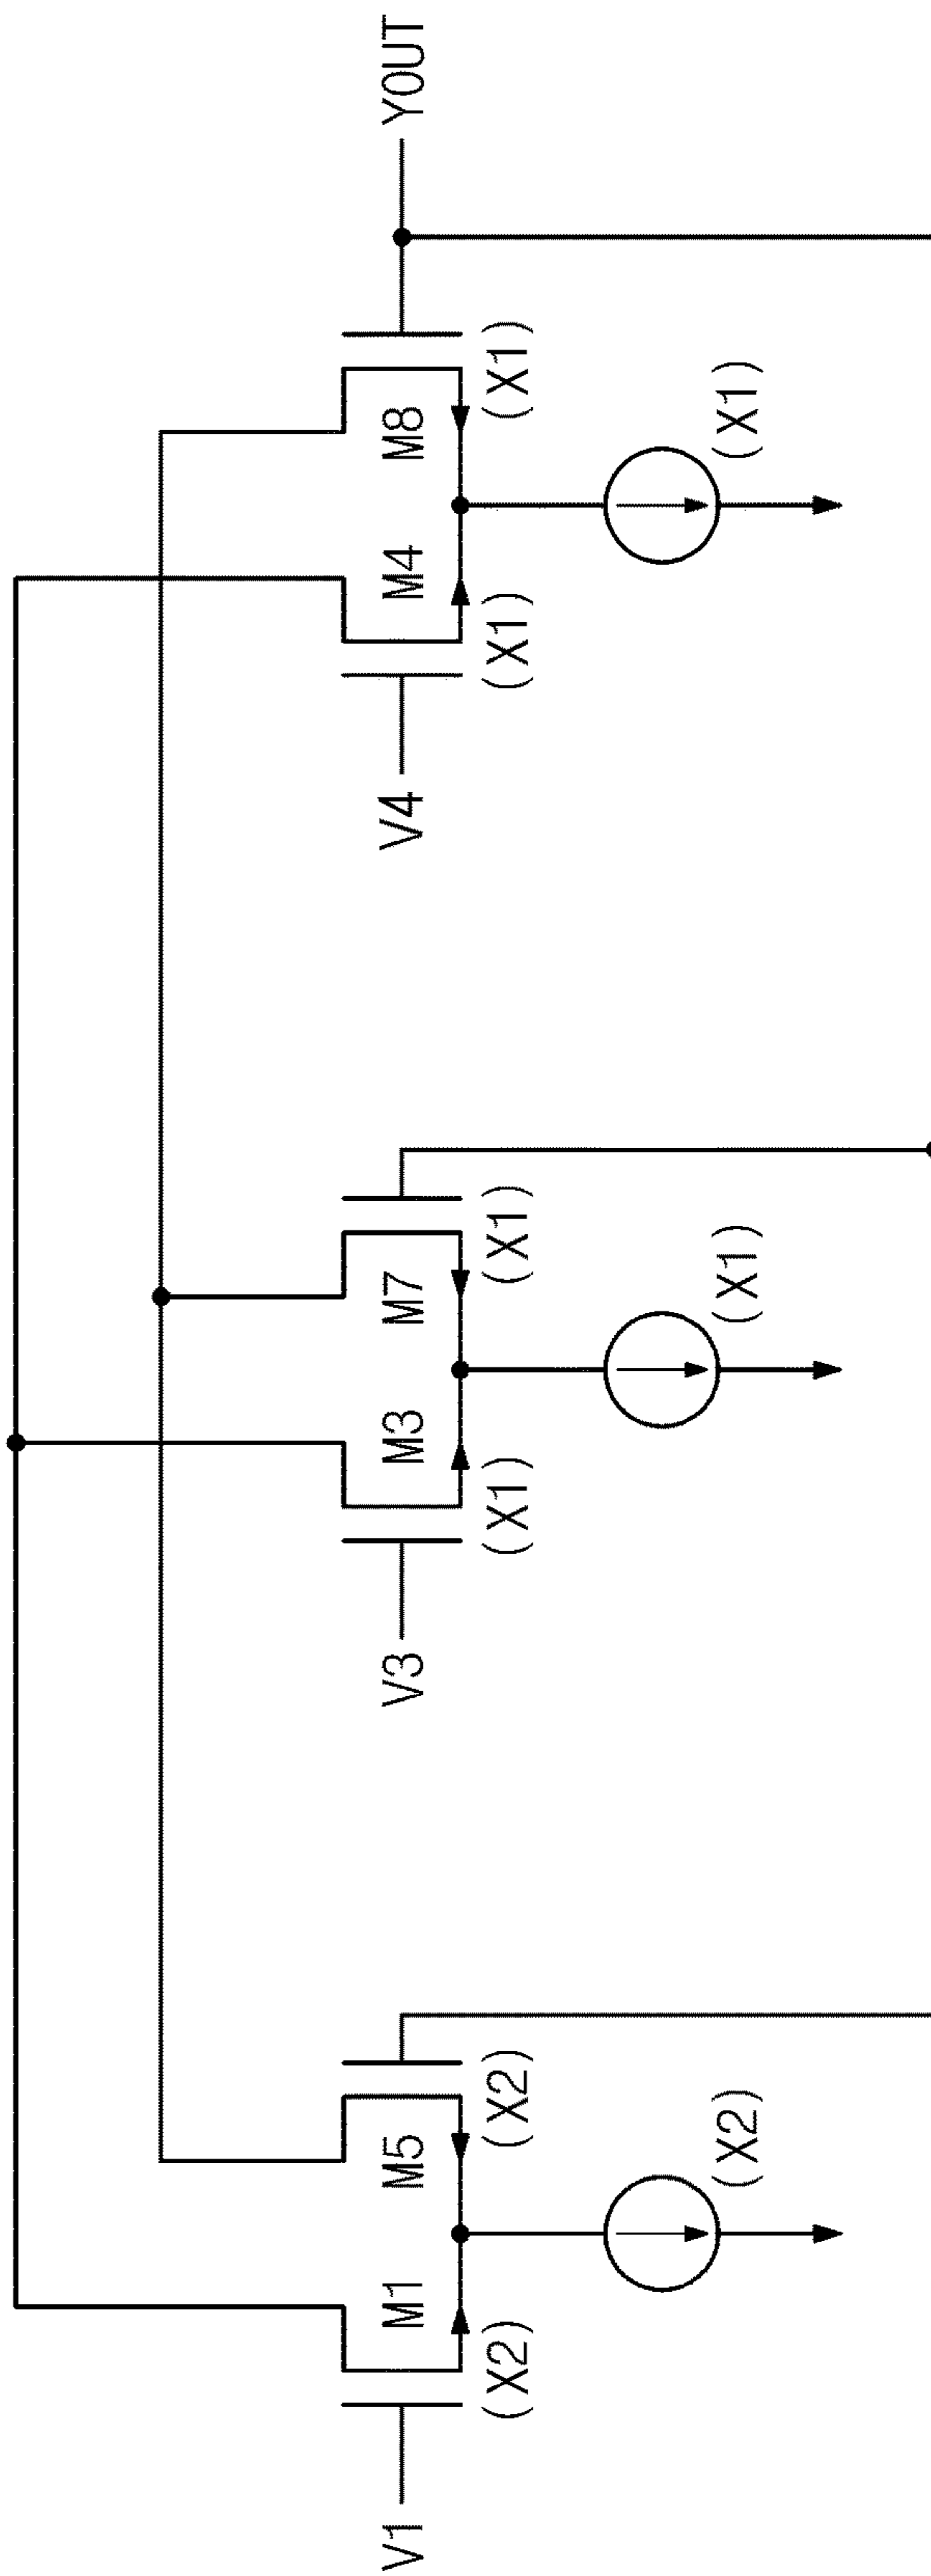 V1
M1
(X2)
M5
(X2)
(X2)
V3
M3
(X1)
M7
(X1)
(X1)
V4
M4
(X1)
M8
(X1)
(X1)
YOUT